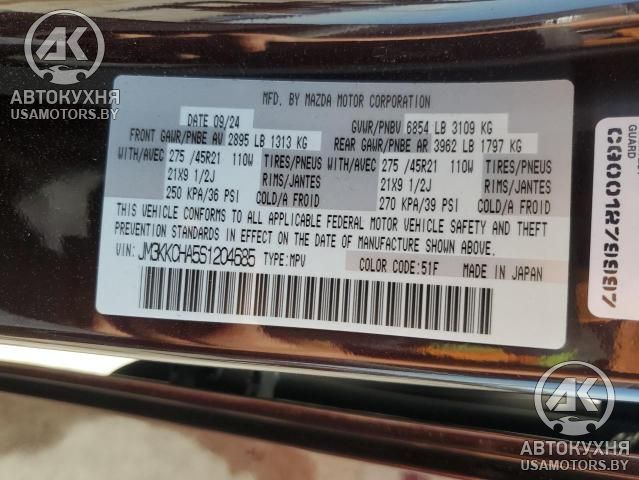 AK
АВТОКУХНЯ
USAMOTORS.BY
MFD. BY MAZDA MOTOR CORPORATION
DATE 09/24 GVWR/PNBV 6854 LB 3109 KG
FRONT GAWR/PNBE AV 2895 LB 1313 KG REAR GAWR/PNBE AR 3962 LB 1797 KG
WITH/AVEC 275 /45R21 110W TIRES/PNEUS WITH/AVEC 275 /45R21 110W TIRES/PNEUS
21X9 1/2J RIMS/JANTES 21X9 1/2J RIMS/JANTES
250 KPA/36 PSI COLD/A FROID 270 KPA/39 PSI COLD/A FROID
THIS VEHICLE CONFORMS TO ALL APPLICABLE FEDERAL MOTOR VEHICLE SAFETY AND THEFT
PREVENTION STANDARDS IN EFFECT ON THE DATE OF MANUFACTURE SHOWN ABOVE.
VIN: JM3KKCHA5S1204685 TYPE:MPV COLOR CODE:51F MADE IN JAPAN
GUARD
AK
АВТОКУХНЯ
USAMOTORS.BY